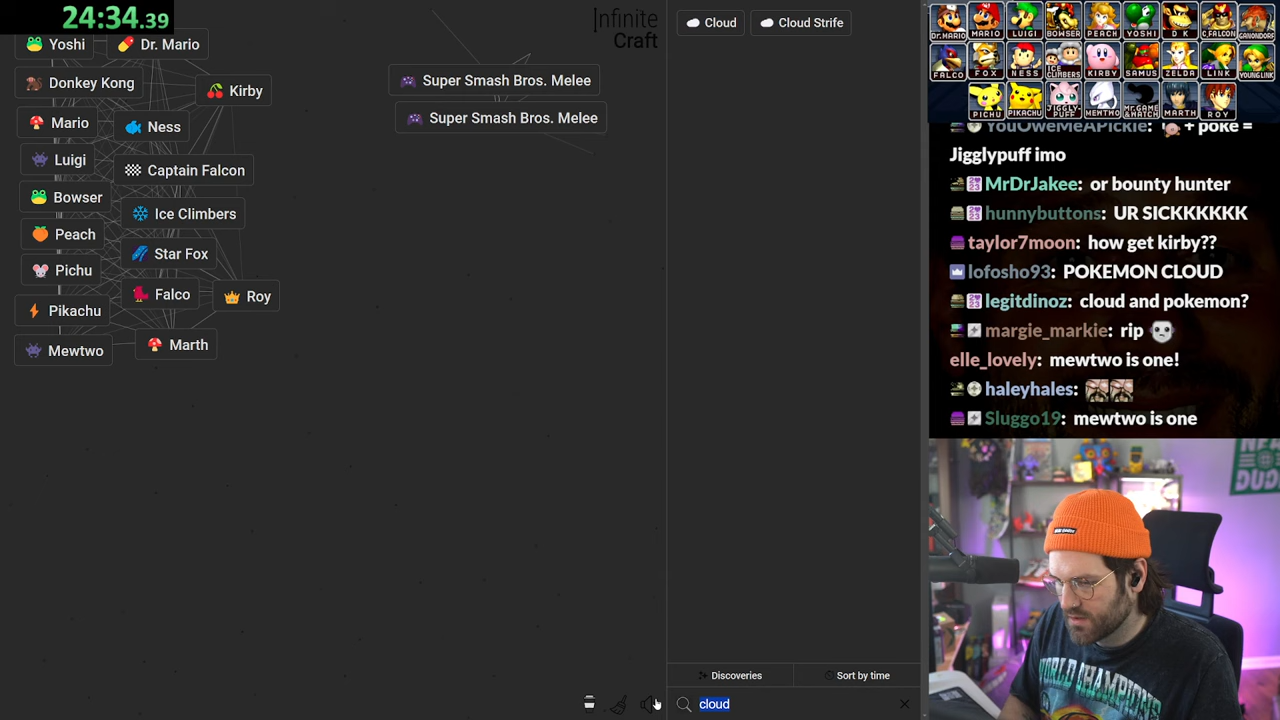 24:34.39
Yoshi
Dr. Mario
Donkey Kong
Kirby
Mario
Ness
Luigi
Captain Falcon
Bowser
Ice Climbers
Peach
Star Fox
Pichu
Falco
Roy
Pikachu
Marth
Mewtwo
Infinite
Craft
Super Smash Bros. Melee
Super Smash Bros. Melee
Cloud
Cloud Strife
Discoveries
Sort by time
cloud
DR.MARIO
MARIO
LUIGI
BOWSER
PEACH
YOSHI
DK
C.FALCON
GANONDORF
FALCO
FOX
NESS
ICE CLIMBERS
KIRBY
SAMUS
ZELDA
LINK
YOUNG LINK
PICHU
PIKACHU
JIGGLYPUFF
MEWTWO
MR.GAME &WATCH
MARTH
ROY
YouOweMeAPickle: + poke =
Jigglypuff imo
MrDrJakee: or bounty hunter
hunnybuttons: UR SICKKKKKK
taylor7moon: how get kirby??
lofosho93: POKEMON CLOUD
legitdinoz: cloud and pokemon?
margie_markie: rip
elle_lovely: mewtwo is one!
haleyhales:
Sluggo19: mewtwo is one
WORLD CHAMPIONS